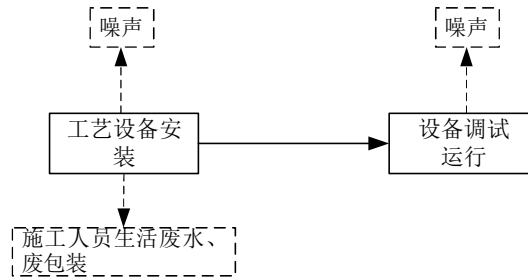 噪声
噪声
工艺设备安
装
设备调试
运行
施工人员生活废水、
废包装